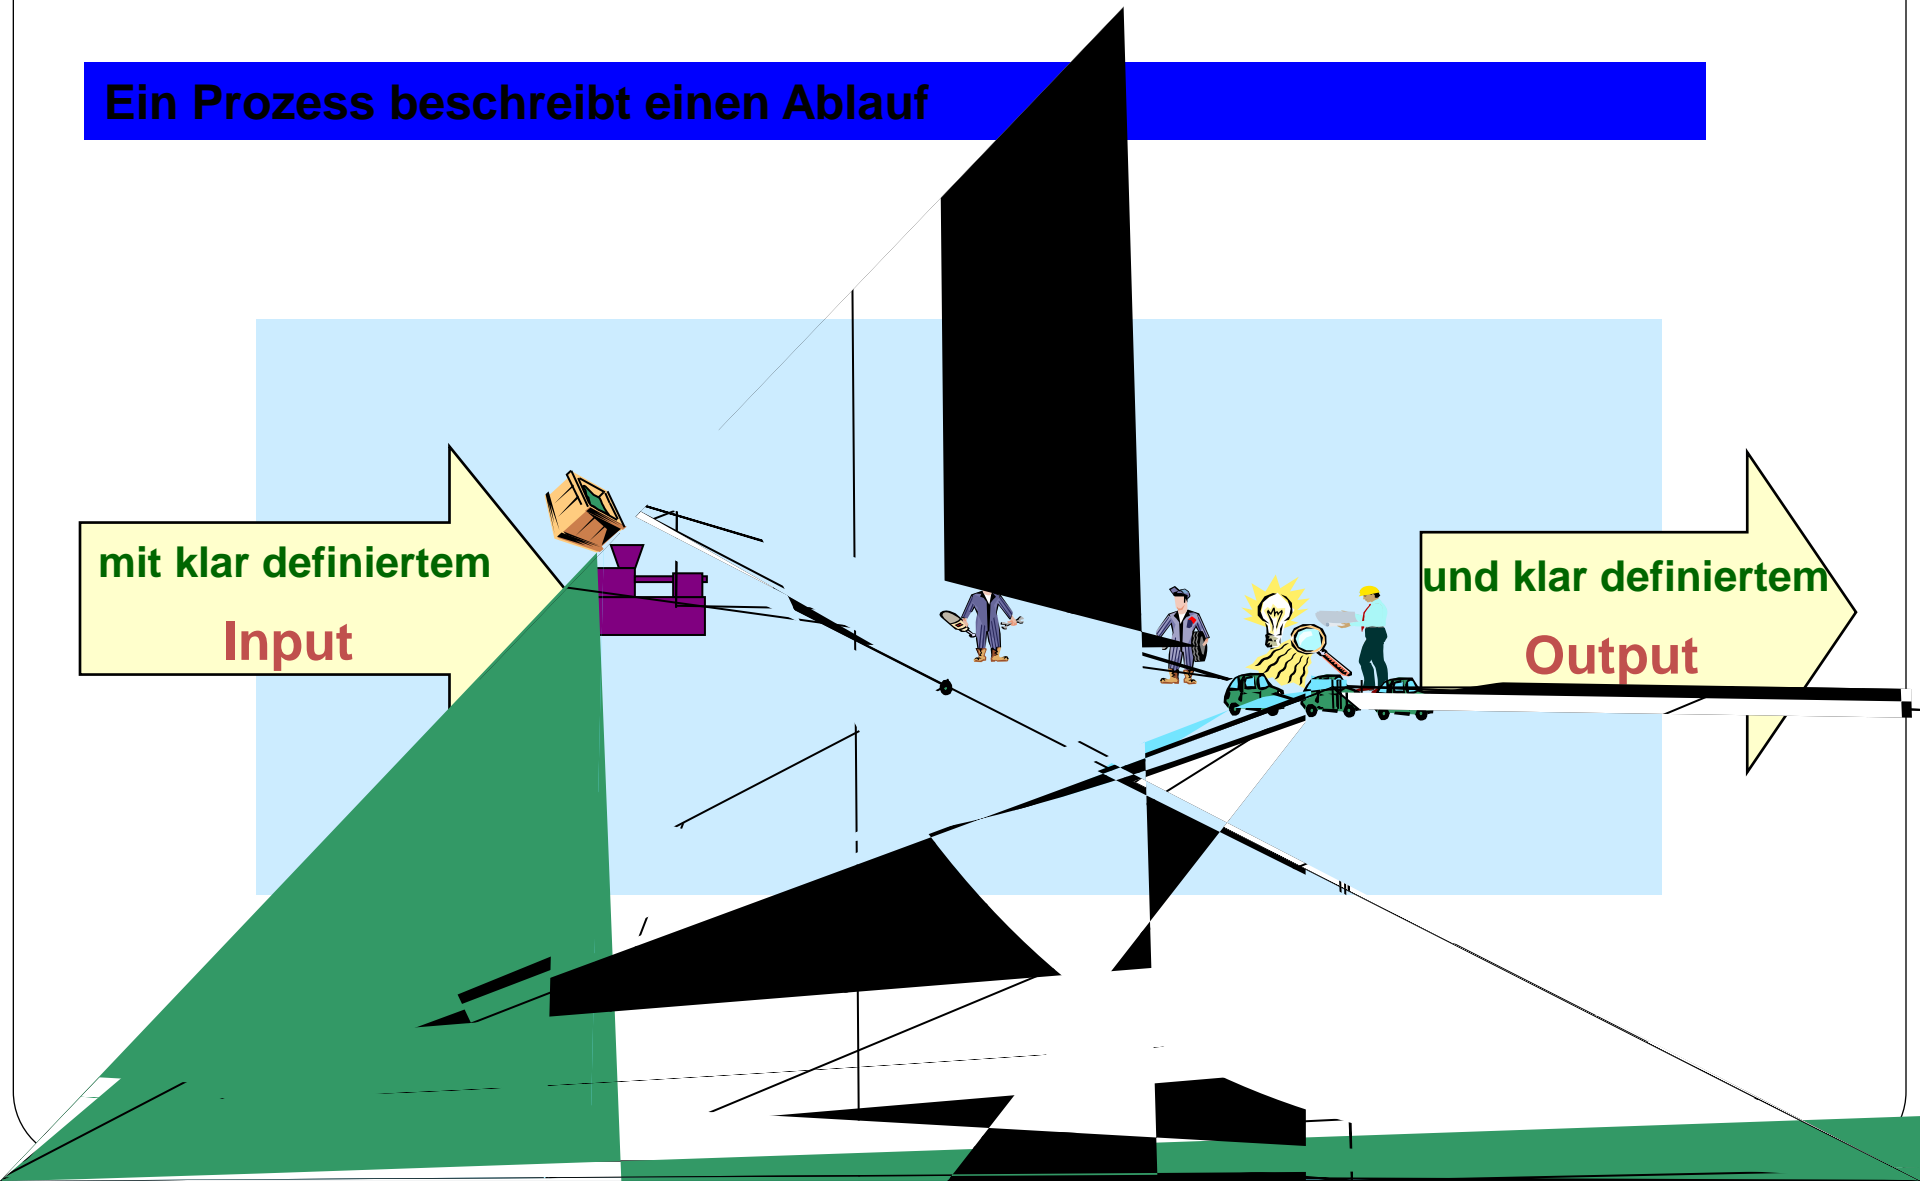 Ein Prozess beschreibt einen Ablauf
mit klar definiertem
Input
und klar definiertem
Output